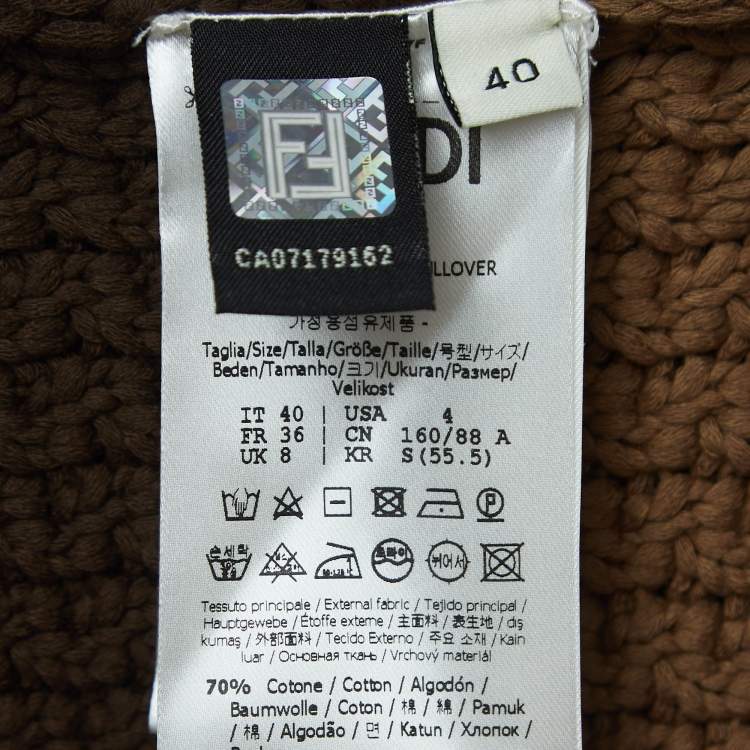 40
DI
CA07179162
LLOVER
가정용섬유제품 -
Taglia/Size/Talla/Größe/Taille/号型/サイズ/
Beden/Tamanho/크기/Ukuran/Размер/
Velikost
IT 40 | USA 4
FR 36 | CN 160/88 A
UK 8 | KR S(55.5)
P
손세탁
드라이
뉘어서
Tessuto principale / External fabric / Tejido principal /
Hauptgewebe / Étoffe externe / 主面料 / 表生地 / dış
kumaş / 外部面料 / Tecido Externo / 주요 소재 / Kain
luar / Основная ткань / Vrchový materiál
70% Cotone / Cotton / Algodón /
Baumwolle / Coton / 棉 / 綿 / Pamuk
/ 棉 / Algodão / 면 / Katun / Хлопок /